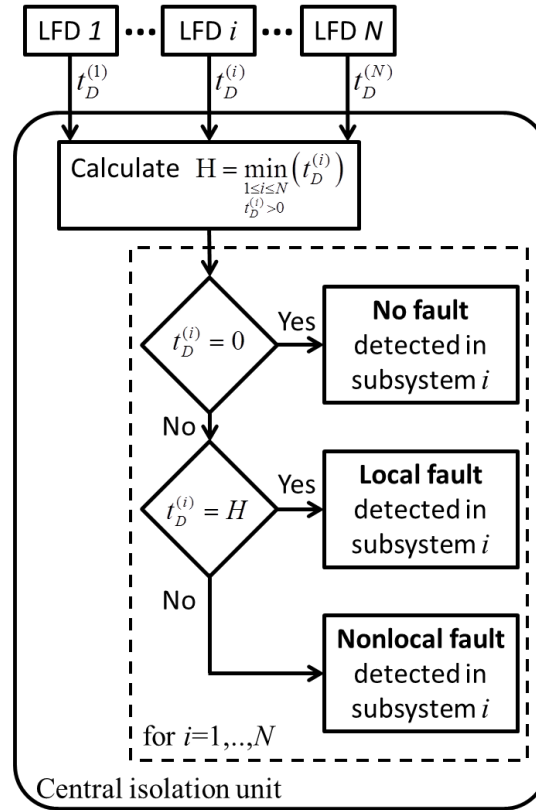 LFD 1 ••• LFD i ••• LFD N
t_D^{(1)} t_D^{(i)} t_D^{(N)}
Calculate H = min(t_D^{(i)})
1≤i≤N
t_D^{(i)}>0
t_D^{(i)} = 0
Yes
No fault
detected in
subsystem i
No
t_D^{(i)} = H
Yes
Local fault
detected in
subsystem i
No
Nonlocal fault
detected in
subsystem i
for i=1,..,N
Central isolation unit